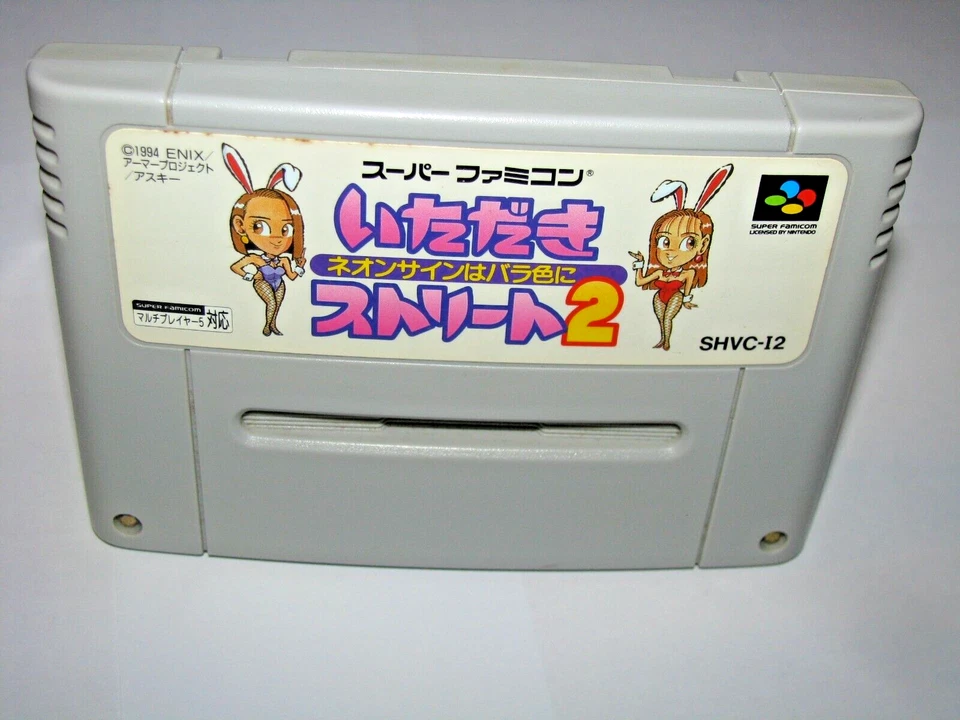 ©1994 ENIX/
アーマープロジェクト
/アスキー
スーパーファミコン®
いただき
ネオンサインはバラ色に
ストリート2
SUPER FAMICOM
LICENSED BY NINTENDO
SUPER FAMICOM
マルチプレイヤー5 対応
SHVC-I2